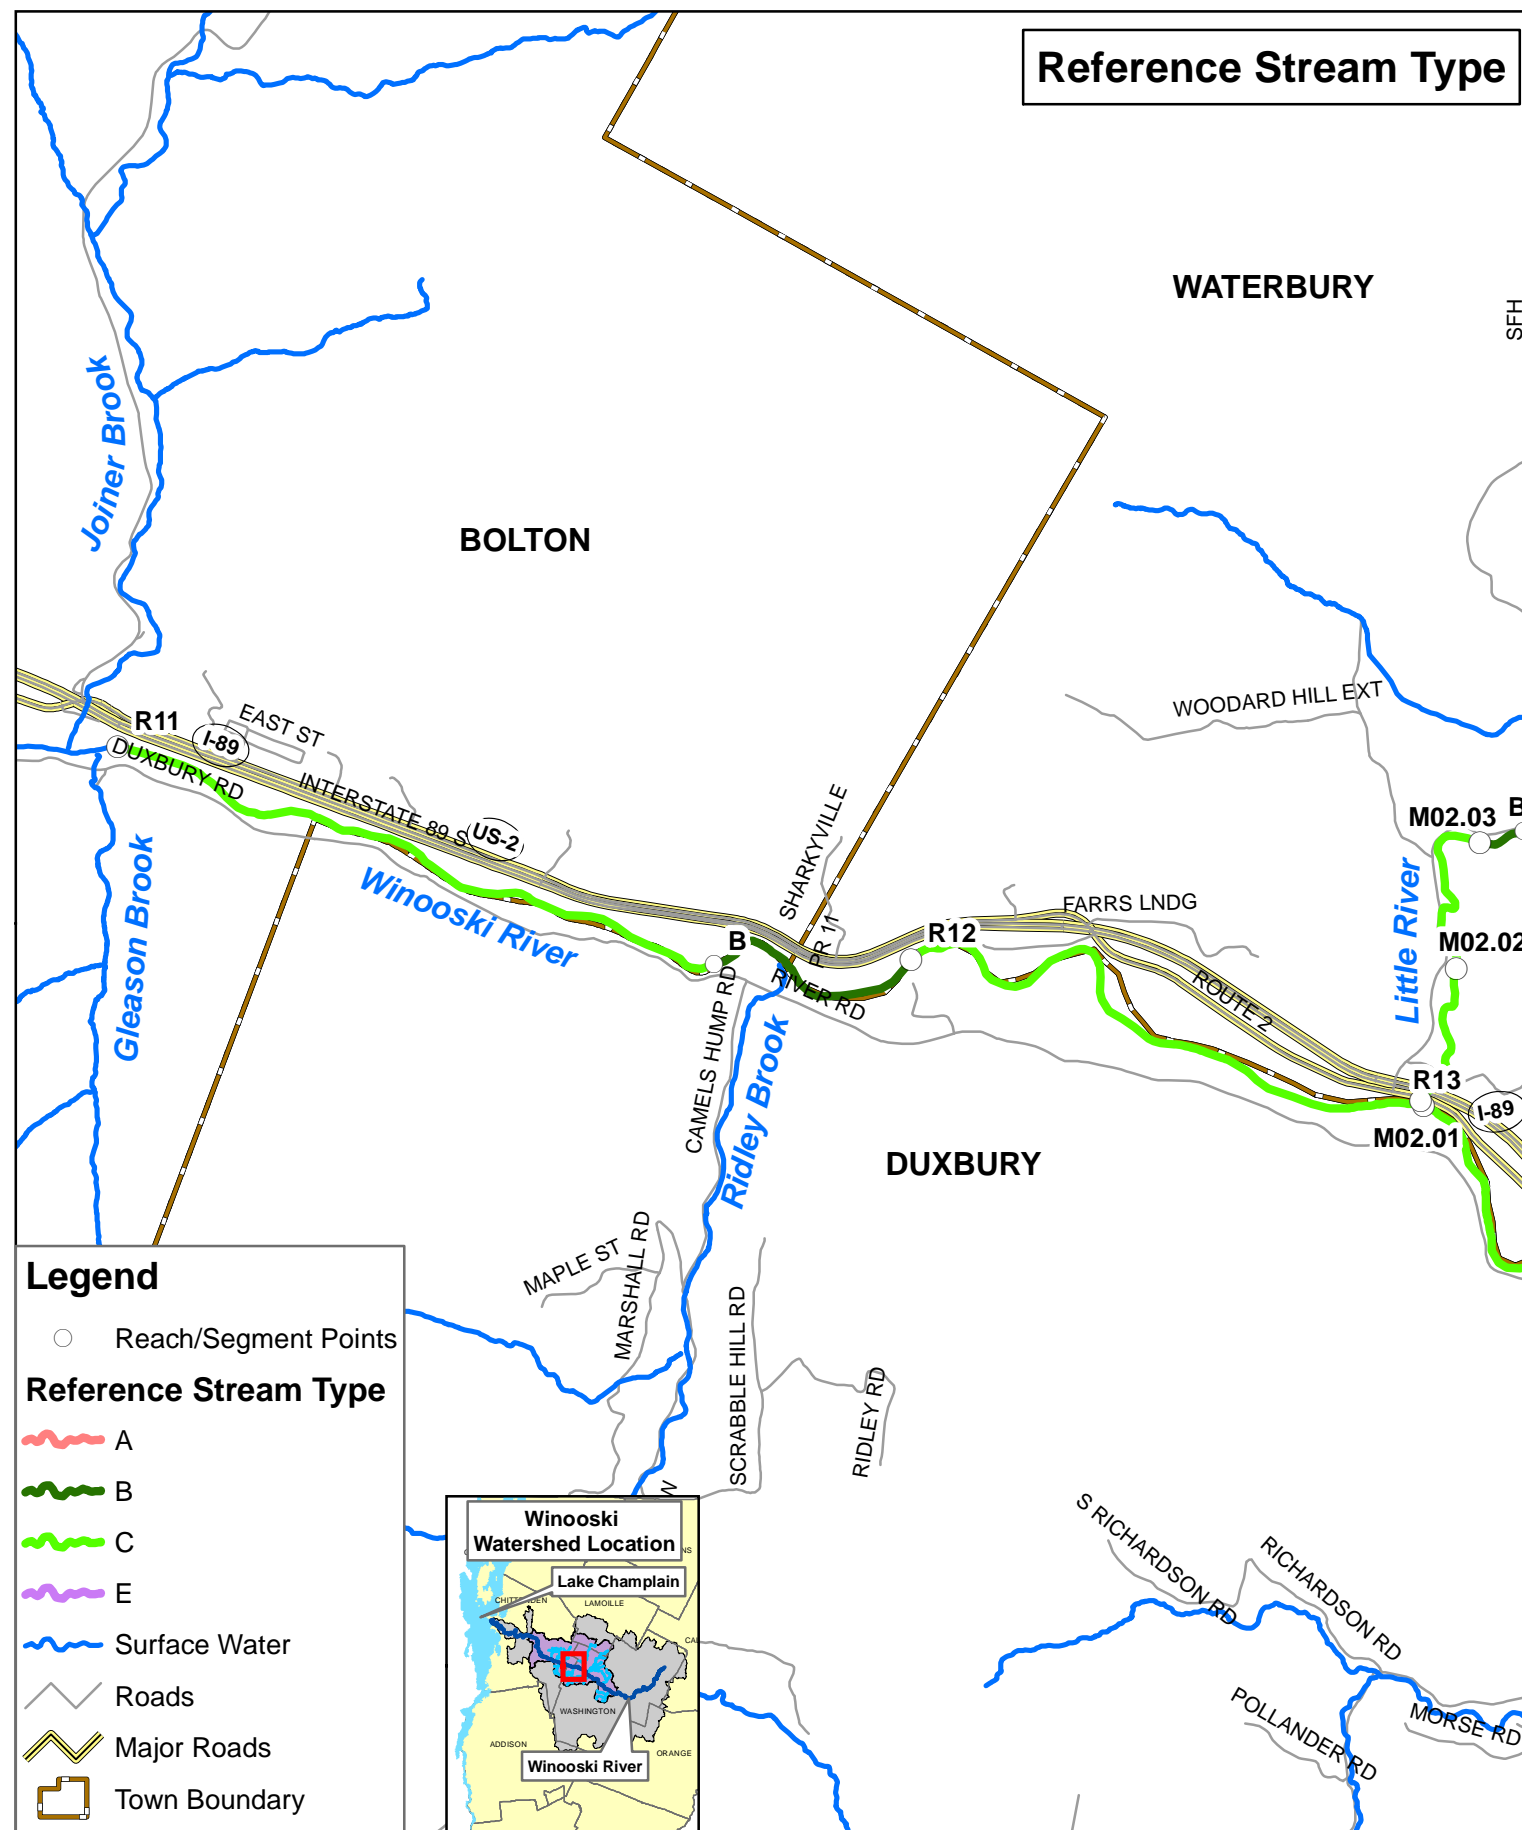 Reference Stream Type
WATERBURY
SFH
Joiner Brook
BOLTON
WOODARD HILL EXT
R11
EAST ST
I-89
DUXBURY RD
INTERSTATE 89 S
US-2
SHARKYVILLE
M02.03
B
Gleason Brook
Winooski River
Little River
FARRS LNDG
B
PR 11
R12
M02.02
RIVER RD
ROUTE 2
CAMELS HUMP RD
Ridley Brook
R13
I-89
M02.01
DUXBURY
MAPLE ST
MARSHALL RD
SCRABBLE HILL RD
RIDLEY RD
W
S RICHARDSON RD
RICHARDSON RD
POLLANDER RD
MORSE RD
Legend
Reach/Segment Points
Reference Stream Type
A
B
C
E
Surface Water
Roads
Major Roads
Town Boundary
Winooski
Watershed Location
NS
Lake Champlain
LAMOILLE
CA
WASHINGTON
ADDISON
ORANGE
Winooski River